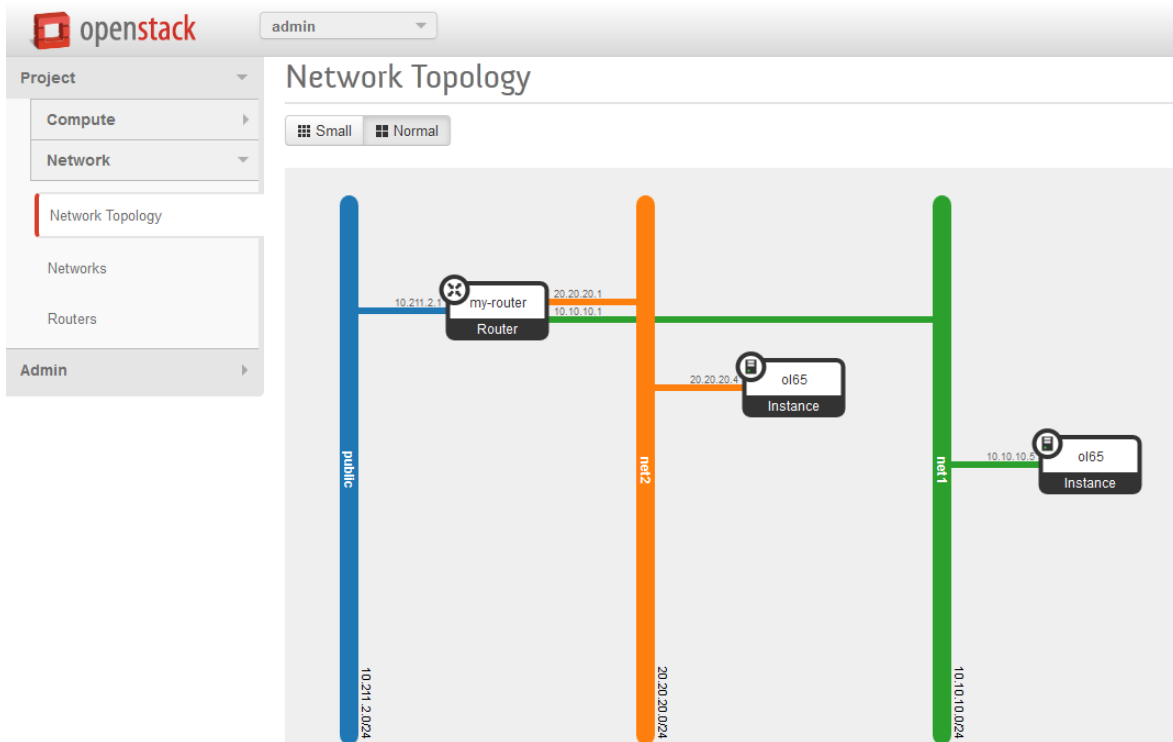 openstack
admin
Project
Compute
Network
Network Topology
Networks
Routers
Admin
Network Topology
Small
Normal
10.211.2.1
my-router
Router
20.20.20.1
10.10.10.1
20.20.20.4
ol65
Instance
10.10.10.5
ol65
Instance
public
net2
net1
10.211.2.0/24
20.20.20.0/24
10.10.10.0/24